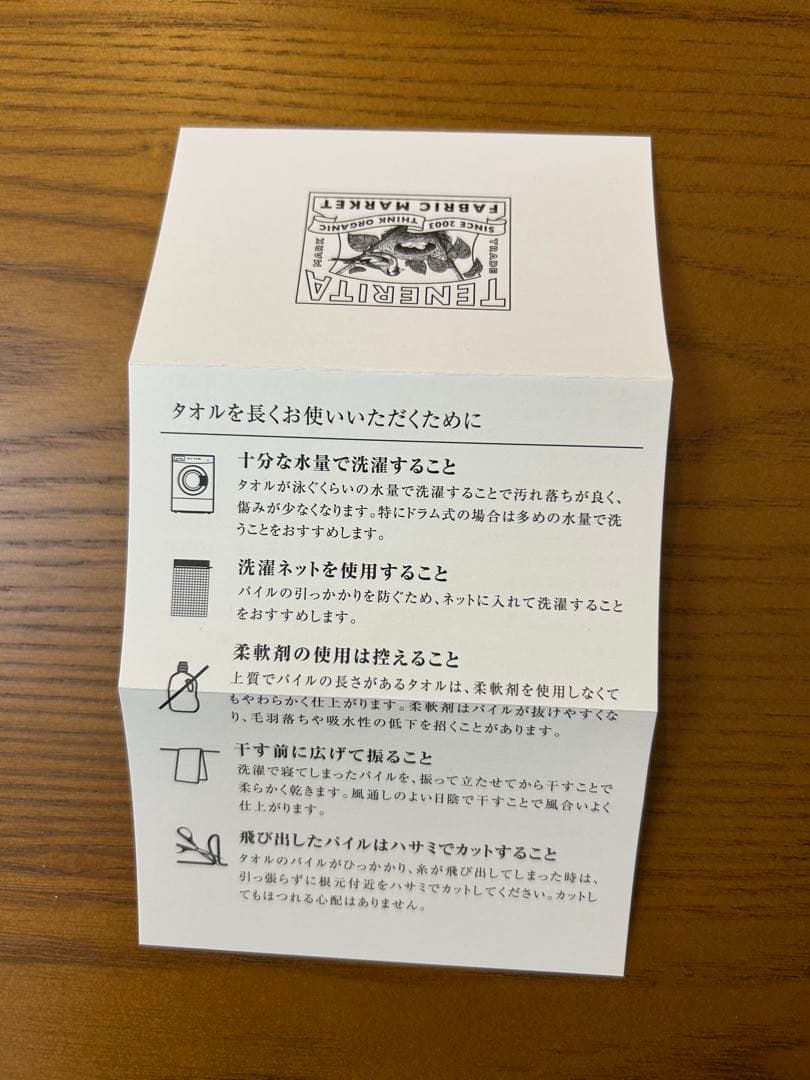 TENERITA
TRADE MARK
SINCE 2003 THINK ORGANIC
FABRIC MARKET
タオルを長くお使いいただくために
十分な水量で洗濯すること
タオルが泳ぐくらいの水量で洗濯することで汚れ落ちが良く、
傷みが少なくなります。特にドラム式の場合は多めの水量で洗
うことをおすすめします。
洗濯ネットを使用すること
パイルの引っかかりを防ぐため、ネットに入れて洗濯すること
をおすすめします。
柔軟剤の使用は控えること
上質でパイルの長さがあるタオルは、柔軟剤を使用しなくて
もやわらかく仕上がります。柔軟剤はパイルが抜けやすくな
り、毛羽落ちや吸水性の低下を招くことがあります。
干す前に広げて振ること
洗濯で寝てしまったパイルを、振って立たせてから干すことで
柔らかく乾きます。風通しのよい日陰で干すことで風合いよく
仕上がります。
飛び出したパイルはハサミでカットすること
タオルのパイルがひっかかり、糸が飛び出してしまった時は、
引っ張らずに根元付近をハサミでカットしてください。カットし
てもほつれる心配はありません。